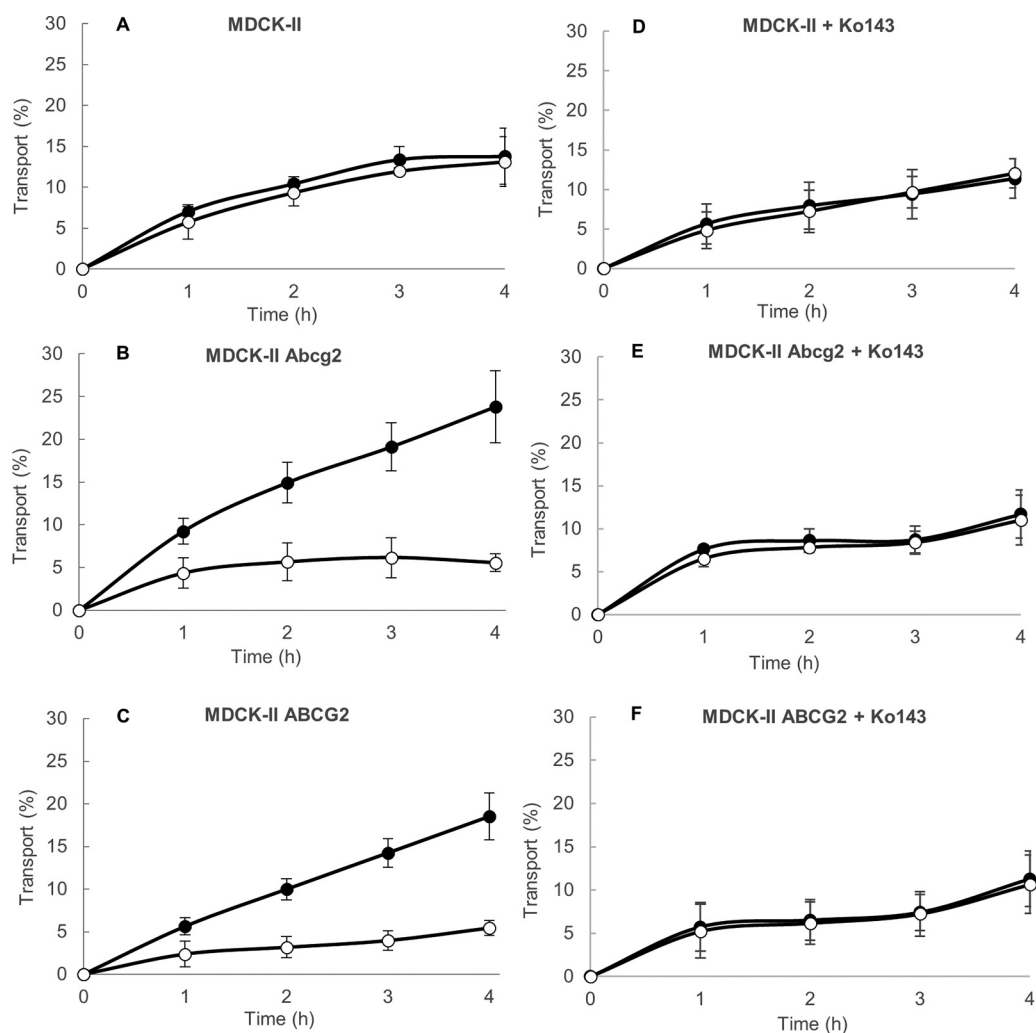 A MDCK-II
Transport (%)
30
25
20
15
10
5
0
0 1 2 3 4
Time (h)
D MDCK-II + Ko143
Transport (%)
30
25
20
15
10
5
0
0 1 2 3 4
Time (h)
B MDCK-II Abcg2
Transport (%)
30
25
20
15
10
5
0
0 1 2 3 4
Time (h)
E MDCK-II Abcg2 + Ko143
Transport (%)
30
25
20
15
10
5
0
0 1 2 3 4
Time (h)
C MDCK-II ABCG2
Transport (%)
30
25
20
15
10
5
0
0 1 2 3 4
Time (h)
F MDCK-II ABCG2 + Ko143
Transport (%)
30
25
20
15
10
5
0
0 1 2 3 4
Time (h)